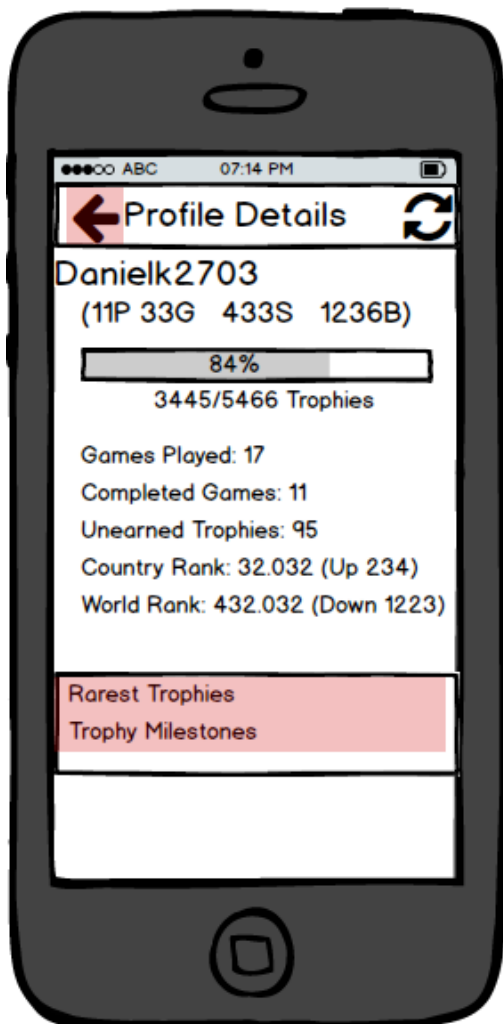 ABC 07:14 PM
Profile Details
Danielk2703
(11P 33G 433S 1236B)
84%
3445/5466 Trophies
Games Played: 17
Completed Games: 11
Unearned Trophies: 95
Country Rank: 32.032 (Up 234)
World Rank: 432.032 (Down 1223)
Rarest Trophies
Trophy Milestones